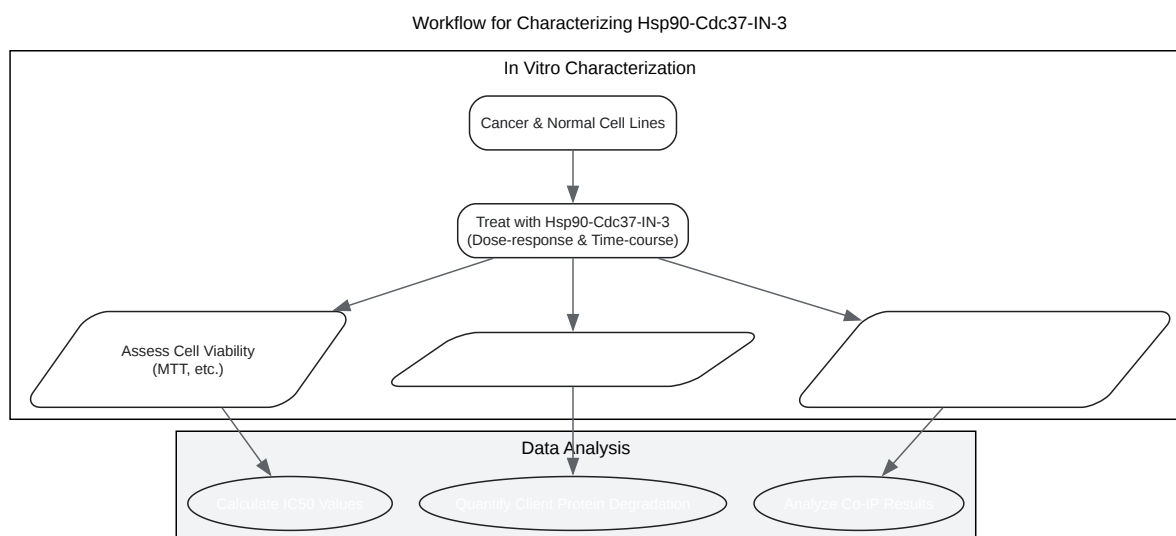 Workflow for Characterizing Hsp90-Cdc37-IN-3
In Vitro Characterization
Cancer & Normal Cell Lines
Treat with Hsp90-Cdc37-IN-3
(Dose-response & Time-course)
Assess Cell Viability
(MTT, etc.)
Data Analysis
Calculate IC50 Values
Quantify Client Protein Degradation
Analyze Co-IP Results